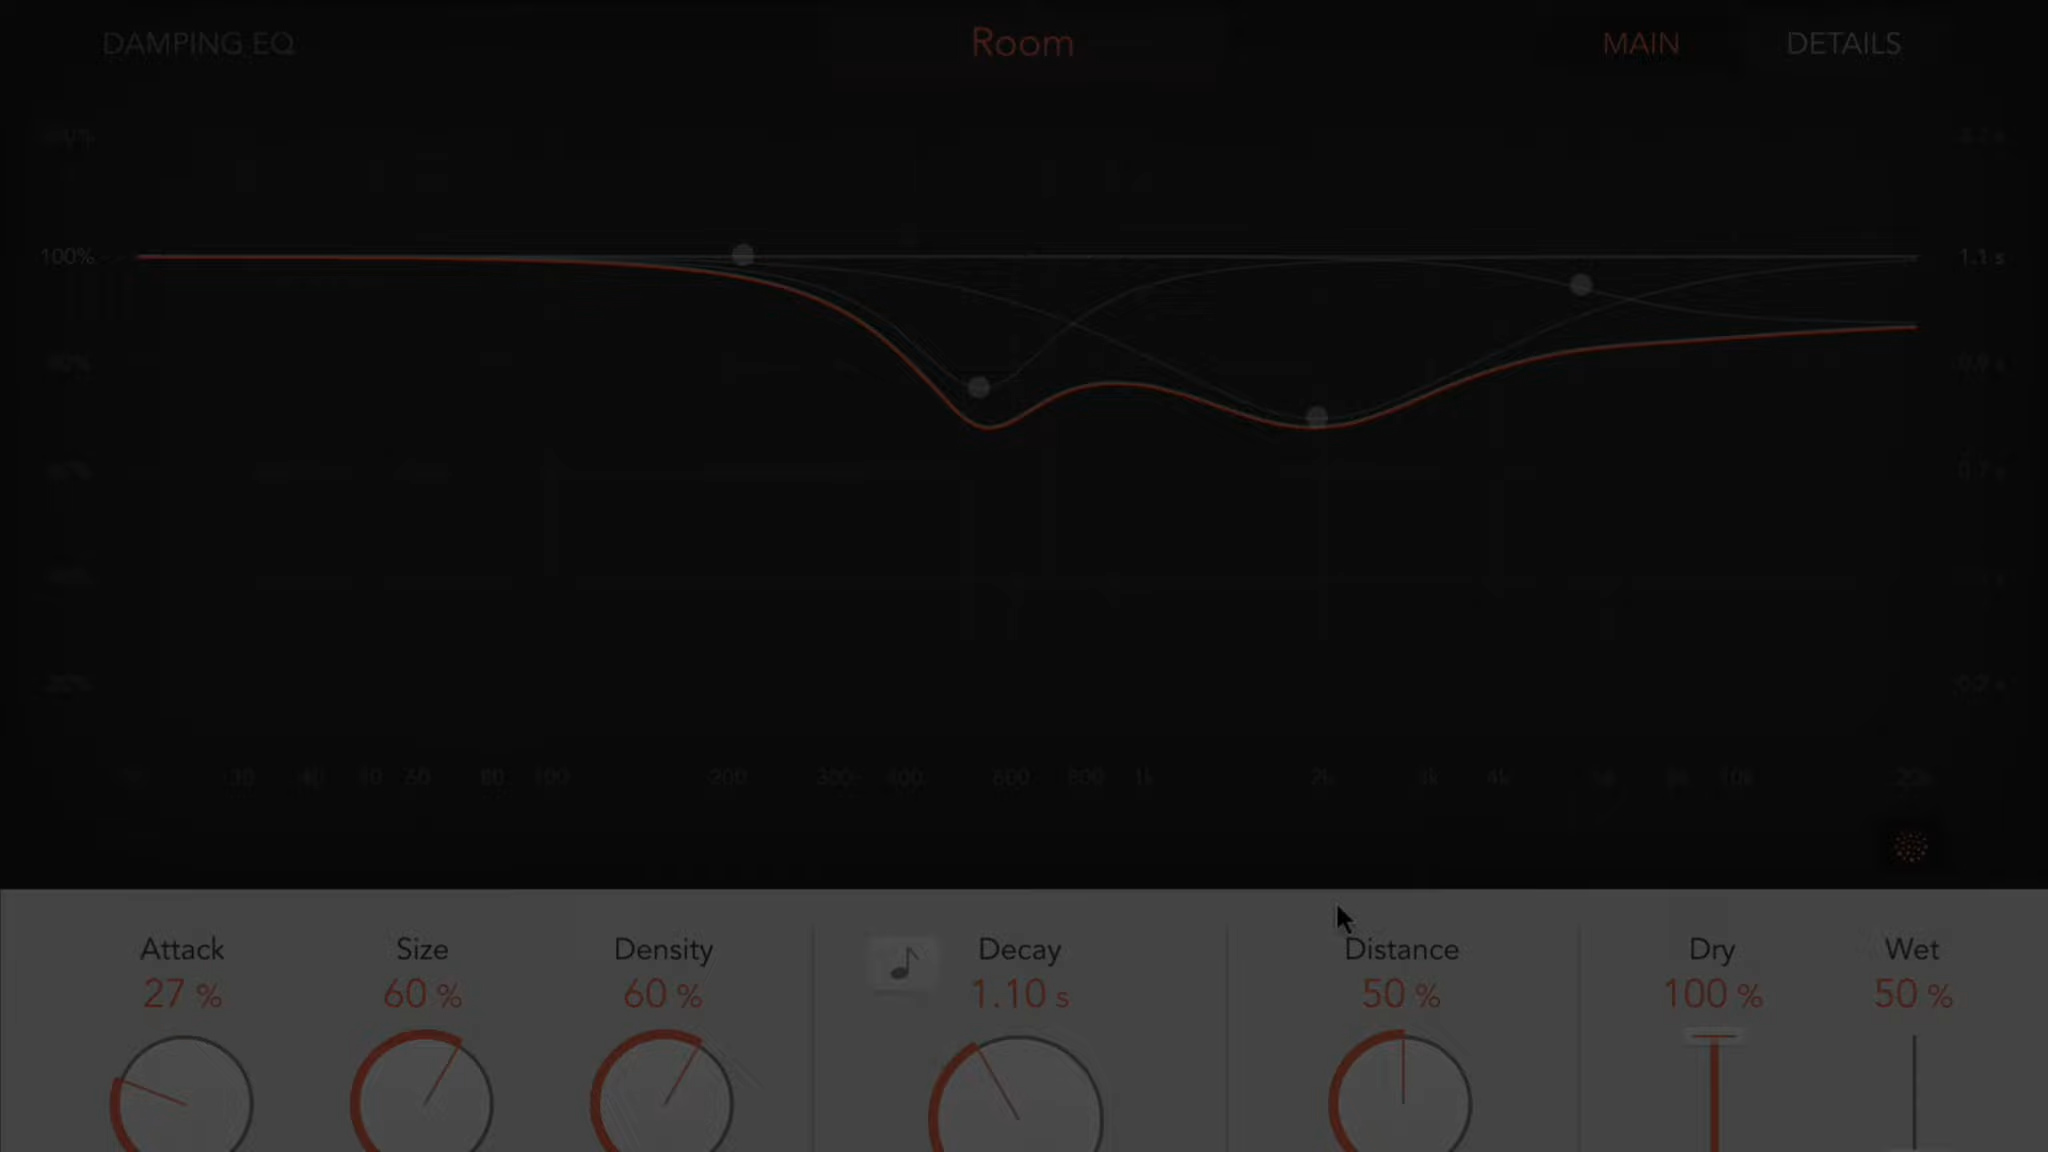 DAMPING EQ
Room
MAIN
DETAILS
100%
1.1 s
200 300 400 600 800 1k 2k 3k 4k 10k 20k
Attack
27 %
Size
60 %
Density
60 %
Decay
1.10 s
Distance
50 %
Dry
100 %
Wet
50 %